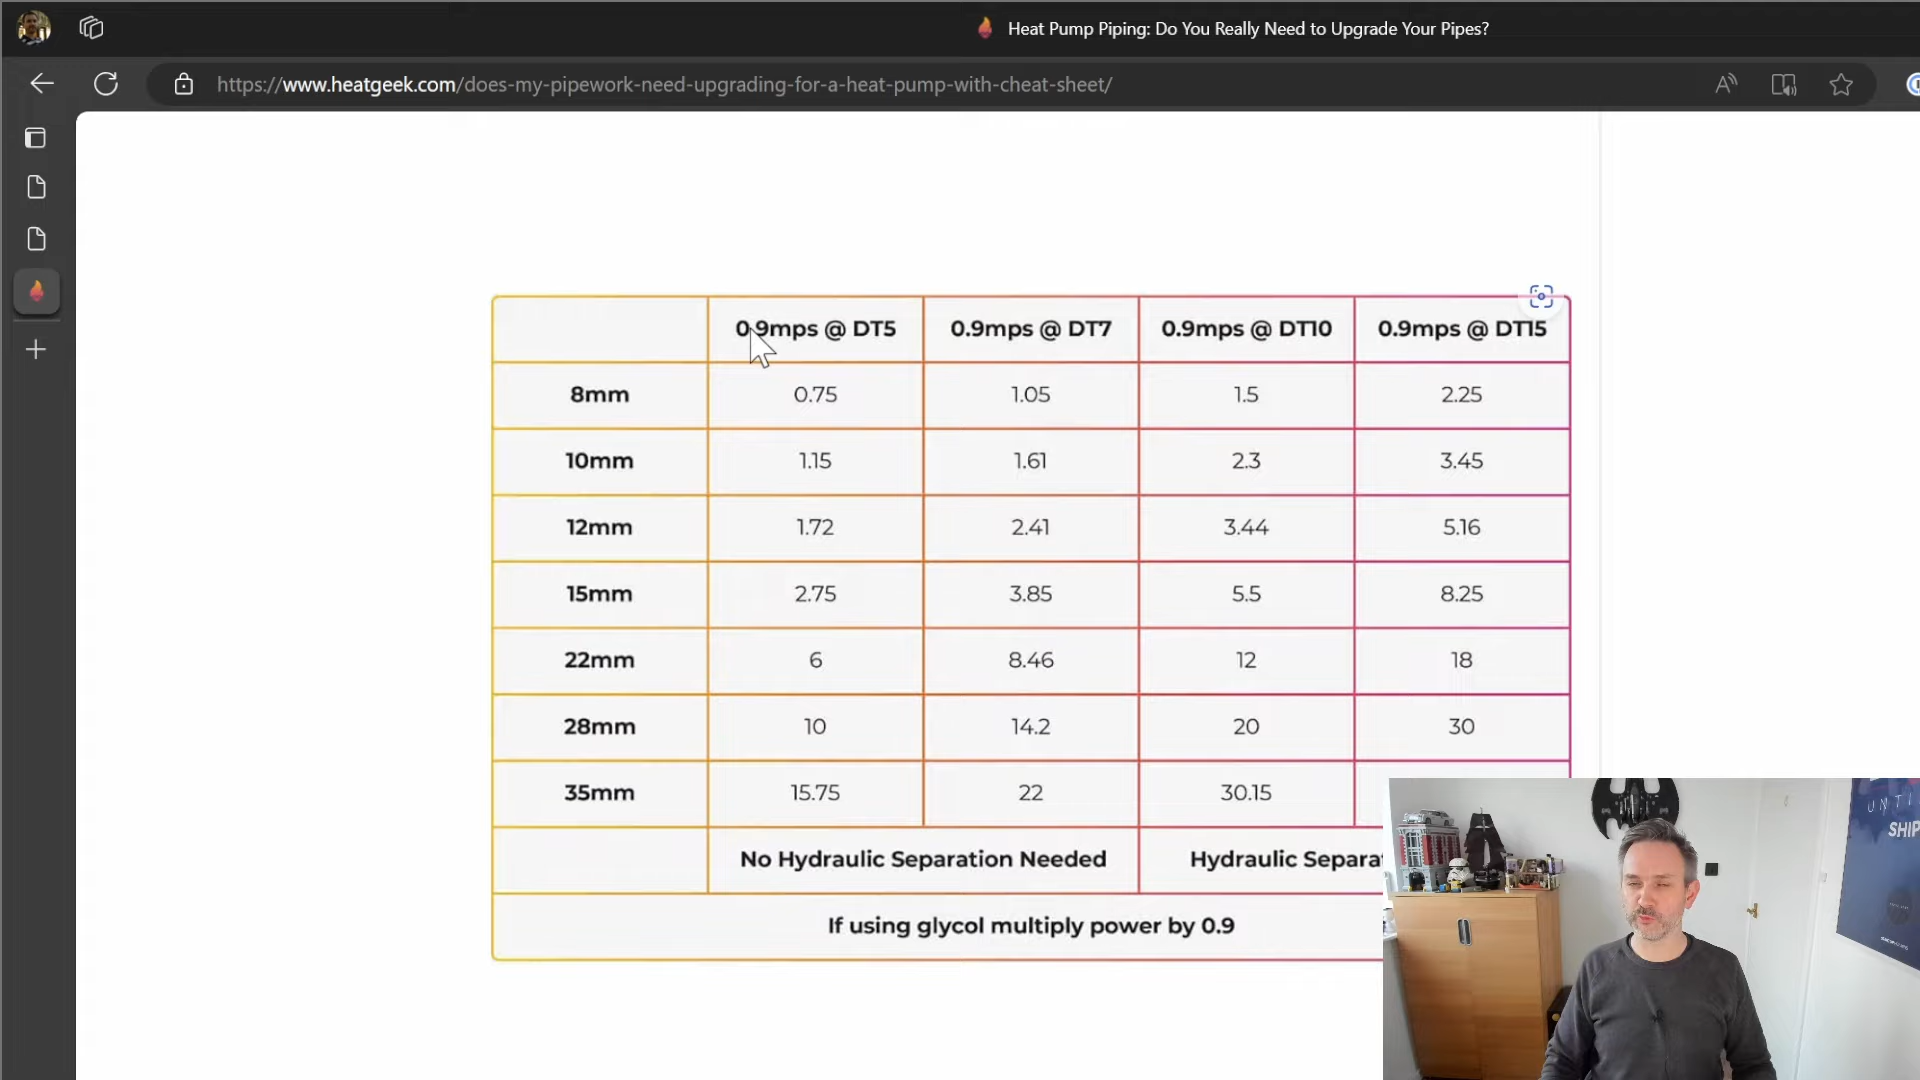 Heat Pump Piping: Do You Really Need to Upgrade Your Pipes?
https://www.heatgeek.com/does-my-pipework-need-upgrading-for-a-heat-pump-with-cheat-sheet/
0.9mps @ DT5 0.9mps @ DT7 0.9mps @ DT10 0.9mps @ DT15
8mm 0.75 1.05 1.5 2.25
10mm 1.15 1.61 2.3 3.45
12mm 1.72 2.41 3.44 5.16
15mm 2.75 3.85 5.5 8.25
22mm 6 8.46 12 18
28mm 10 14.2 20 30
35mm 15.75 22 30.15
No Hydraulic Separation Needed Hydraulic Separa
If using glycol multiply power by 0.9
UNTI
SHIP